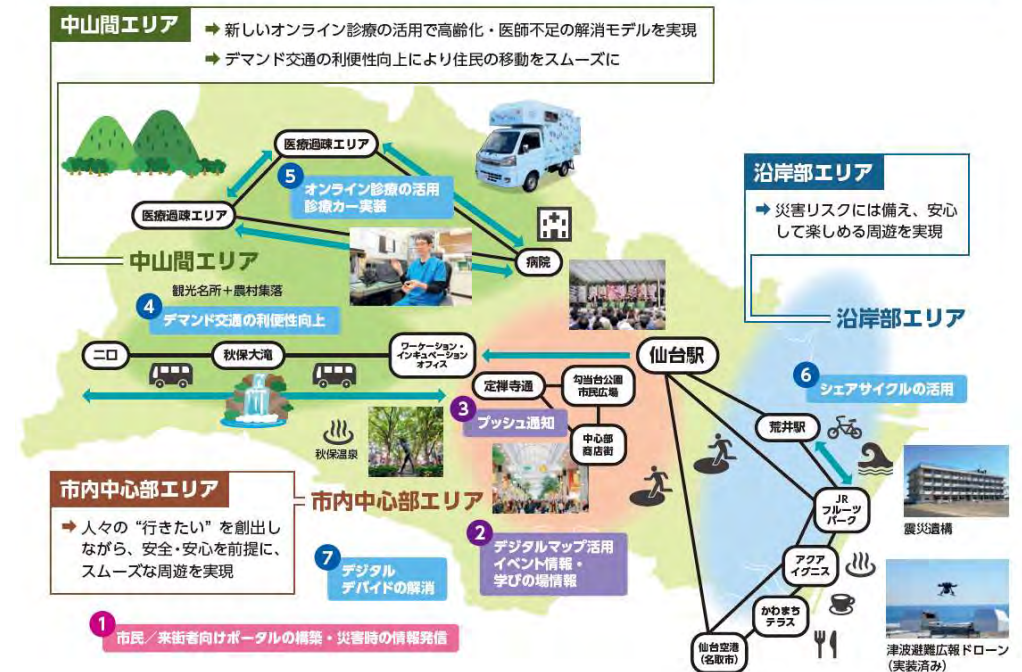 中山間エリア
➡ 新しいオンライン診療の活用で高齢化・医師不足の解消モデルを実現
➡ デマンド交通の利便性向上により住民の移動をスムーズに
医療過疎エリア
5
オンライン診療の活用
診療カー実装
医療過疎エリア
病院
中山間エリア
観光名所＋農村集落
4
デマンド交通の利便性向上
沿岸部エリア
➡ 災害リスクには備え、安心
して楽しめる周遊を実現
沿岸部エリア
二口
秋保大滝
ワーケーション・
インキュベーション
オフィス
仙台駅
定禅寺通
勾当台公園
市民広場
3
プッシュ通知
中心部
商店街
6
シェアサイクルの活用
荒井駅
秋保温泉
市内中心部エリア
➡ 人々の“行きたい”を創出し
ながら、安全・安心を前提に、
スムーズな周遊を実現
市内中心部エリア
2
デジタルマップ活用
イベント情報・
学びの場情報
7
デジタル
デバイドの解消
1
市民／来街者向けポータルの構築・災害時の情報発信
JR
フルーツ
パーク
震災遺構
アクア
イグニス
かわまち
テラス
仙台空港
（名取市）
津波避難広報ドローン
（実装済み）